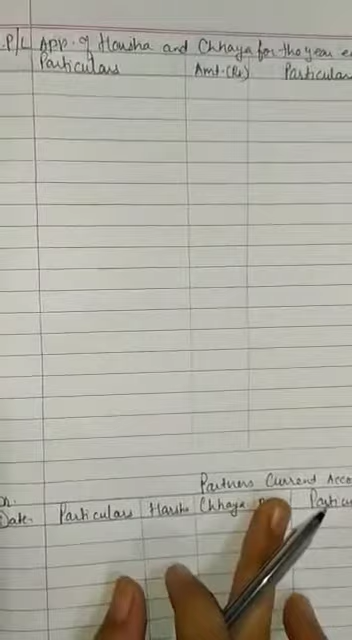 P/L App. of Harsha and Chhaya for the year e
Particulars Amt.(Rs) Particular
Partners Current Acco
Date. Particulars Harsha Chhaya Particu